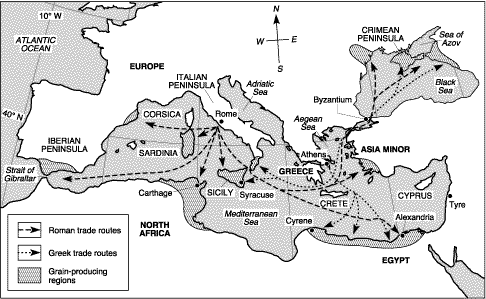 10° W
ATLANTIC
OCEAN
N
W
E
S
CRIMEAN
PENINSULA
Sea of
Azov
EUROPE
ITALIAN
PENINSULA
Adriatic
Sea
Black
Sea
Byzantium
40° N
CORSICA
Rome
Aegean
Sea
IBERIAN
PENINSULA
SARDINIA
Athens
ASIA MINOR
GREECE
Strait of
Gibraltar
Carthage
SICILY
Syracuse
CRETE
CYPRUS
Tyre
Mediterranean
Sea
Cyrene
Alexandria
NORTH
AFRICA
EGYPT
Roman trade routes
Greek trade routes
Grain-producing
regions